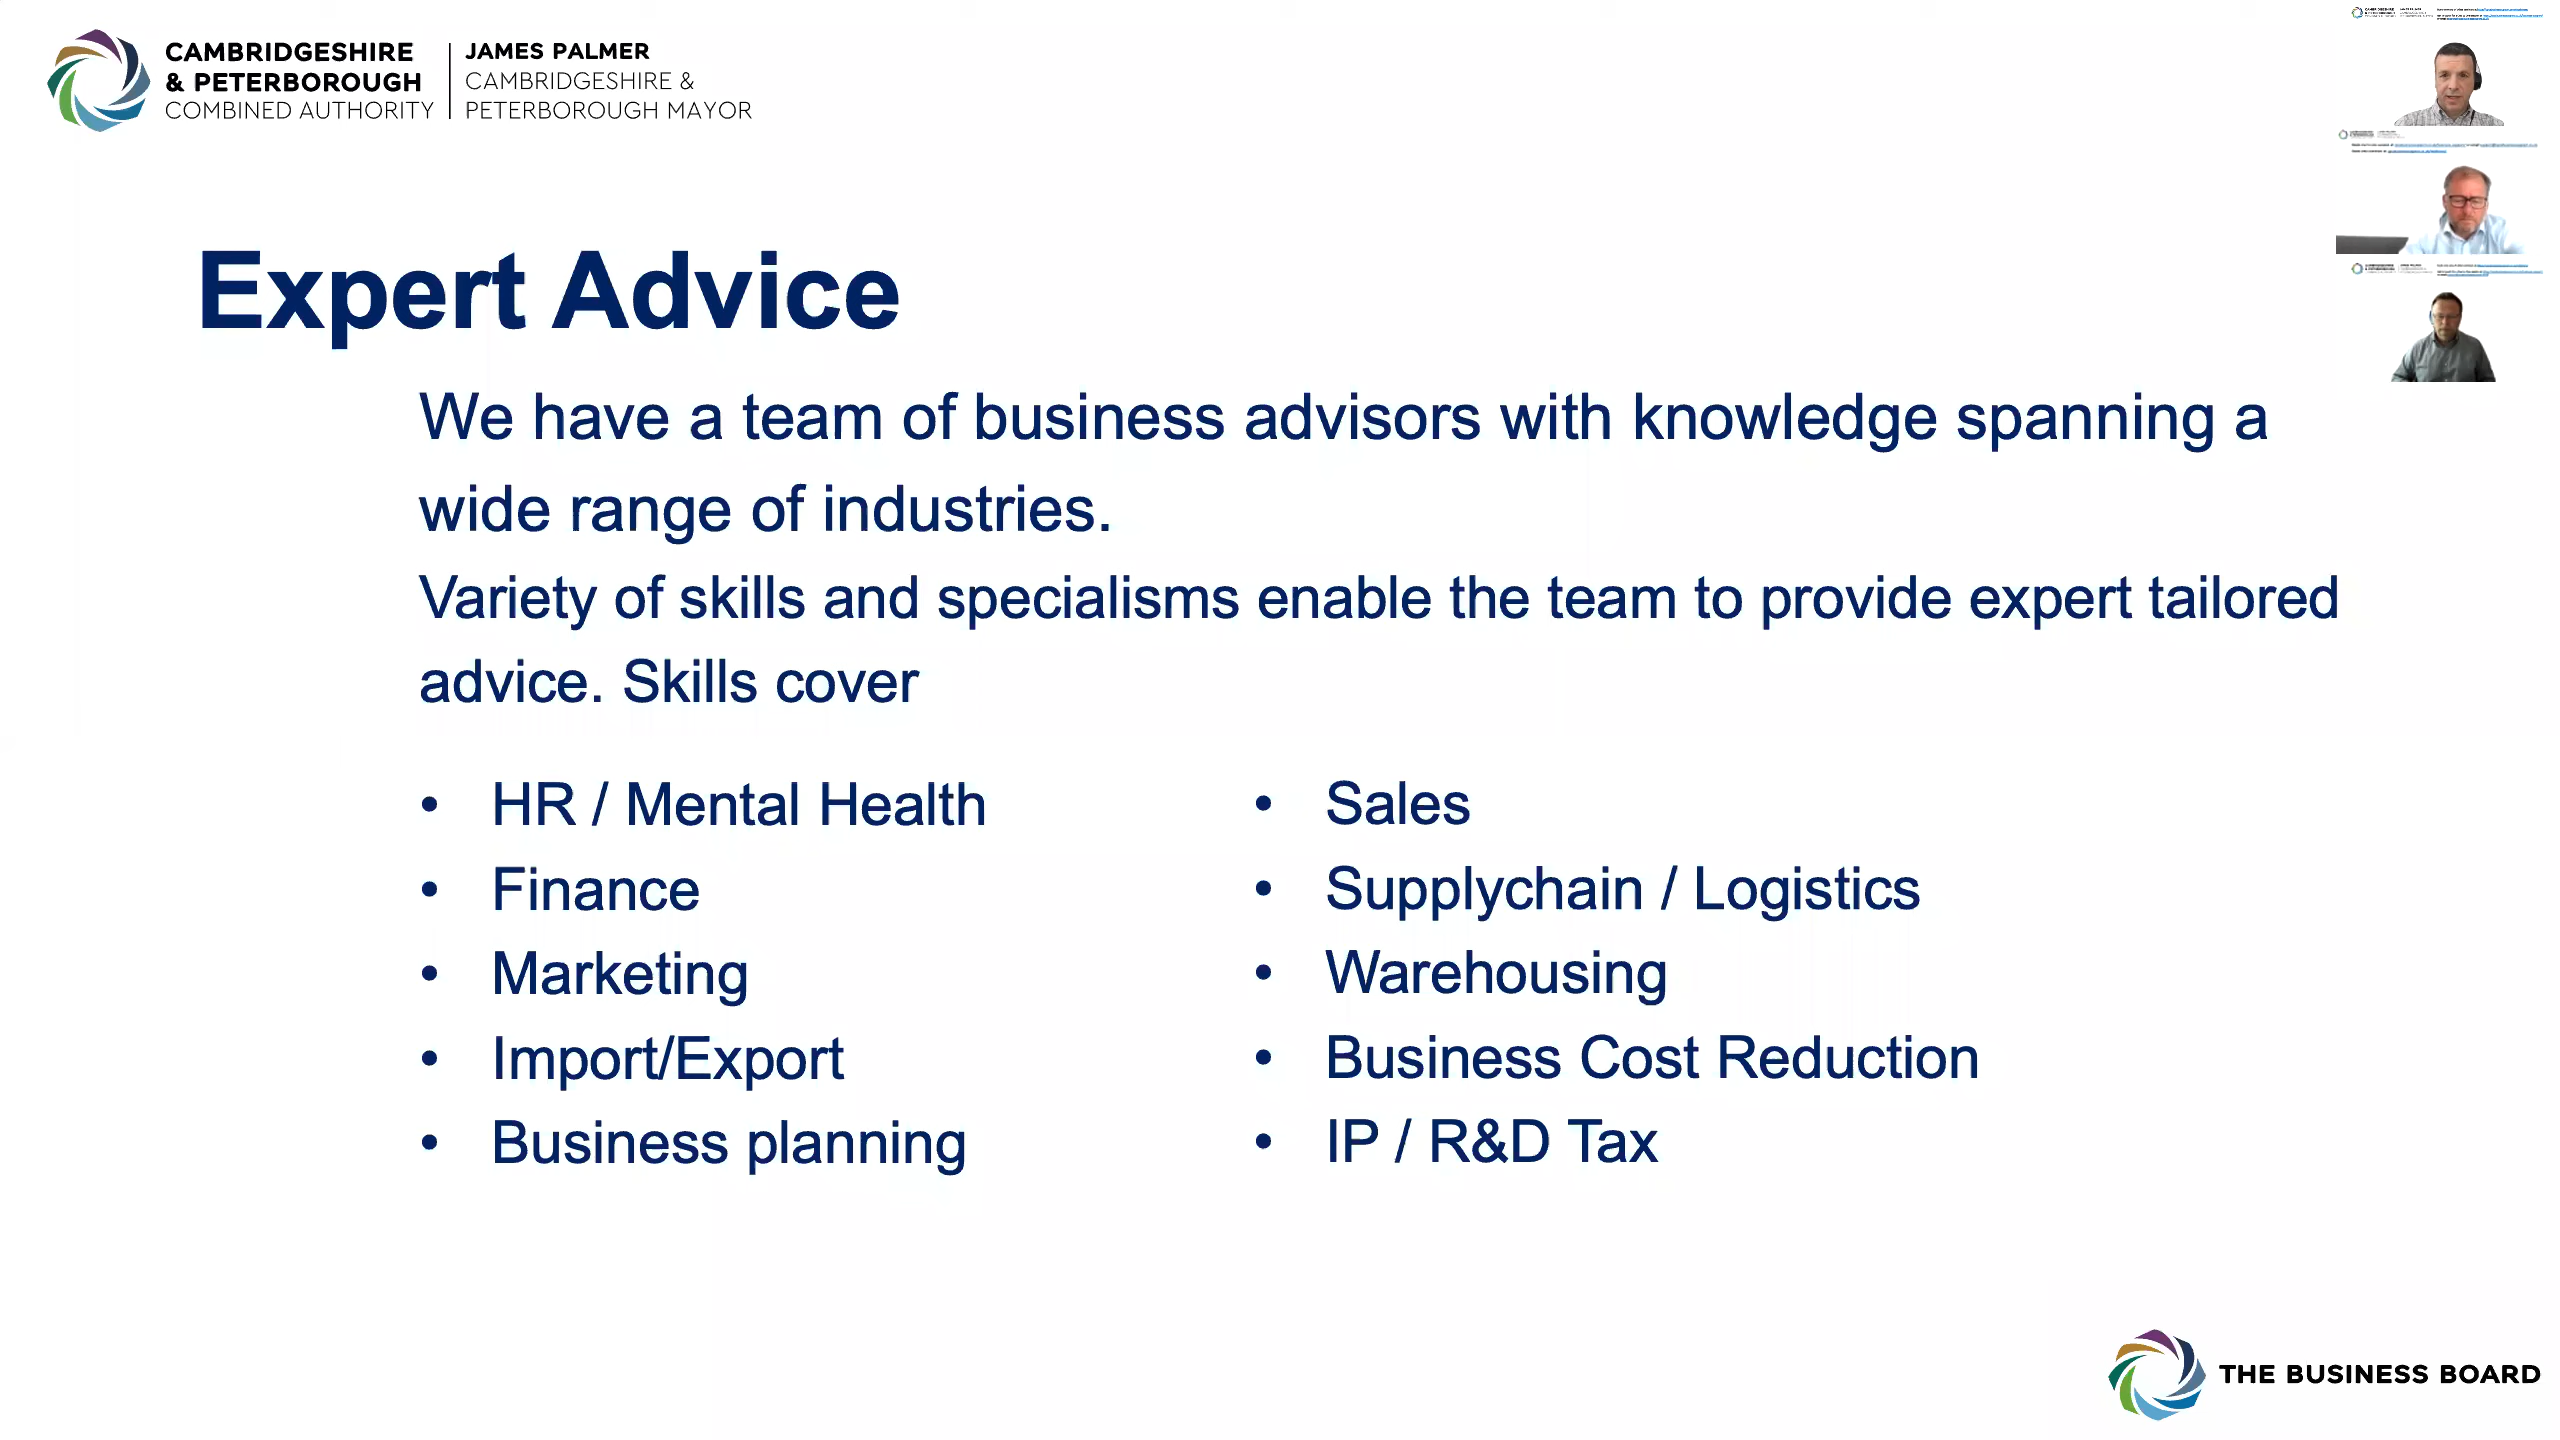 CAMBRIDGESHIRE
& PETERBOROUGH
COMBINED AUTHORITY
JAMES PALMER
CAMBRIDGESHIRE &
PETERBOROUGH MAYOR
Expert Advice
We have a team of business advisors with knowledge spanning a
wide range of industries.
Variety of skills and specialisms enable the team to provide expert tailored
advice. Skills cover
• HR / Mental Health
• Finance
• Marketing
• Import/Export
• Business planning
• Sales
• Supplychain / Logistics
• Warehousing
• Business Cost Reduction
• IP / R&D Tax
THE BUSINESS BOARD